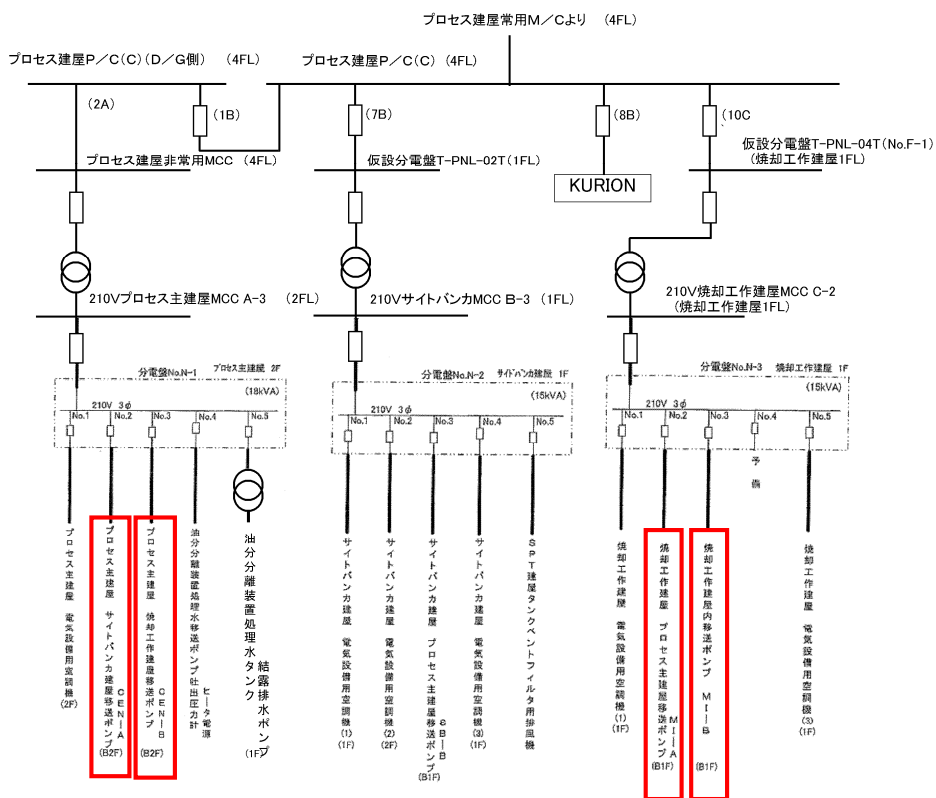 プロセス建屋常用M／Cより (4FL)
プロセス建屋P／C(C)(D／G側) (4FL)
プロセス建屋P／C(C) (4FL)
(2A)
(1B)
(7B)
(8B)
(10C
プロセス建屋非常用MCC (4FL)
仮設分電盤T-PNL-02T(1FL)
KURION
仮設分電盤T-PNL-04T(No.F-1)
(焼却工作建屋1FL)
210Vプロセス主建屋MCC A-3 (2FL)
210VサイトバンカMCC B-3 (1FL)
210V焼却工作建屋MCC C-2
(焼却工作建屋1FL)
分電盤No.N-1 プロセス主建屋 2F
(18kVA)
210V 3φ
No.1 No.2 No.3 No.4 No.5
分電盤No.N-2 サイドバンカ建屋 1F
(15kVA)
210V 3φ
No.1 No.2 No.3 No.4 No.5
分電盤No.N-3 焼却工作建屋 1F
(15kVA)
210V 3φ
No.1 No.2 No.3 No.4 No.5
プロセス主建屋 電気設備用空調機 (2F)
プロセス主建屋 サイトバンカ建屋移送ポンプ CEN-A (B2F)
プロセス主建屋 焼却工作建屋移送ポンプ CEN-B (B2F)
油分分離装置処理水移送ポンプ吐出圧力計 ヒータ電源
油分分離装置処理水タンク 結露排水ポンプ (1F)
サイトバンカ建屋 電気設備用空調機(1) (1F)
サイトバンカ建屋 電気設備用空調機(2) (2F)
サイトバンカ建屋 プロセス主建屋移送ポンプ SB-B (B1F)
サイトバンカ建屋 電気設備用空調機(3) (1F)
SPT建屋タンクベントフィルタ用排風機
焼却工作建屋 電気設備用空調機(1) (1F)
焼却工作建屋 プロセス主建屋移送ポンプ MI-A (B1F)
焼却工作建屋内移送ポンプ MI-B (B1F)
予備
焼却工作建屋 電気設備用空調機(3) (1F)